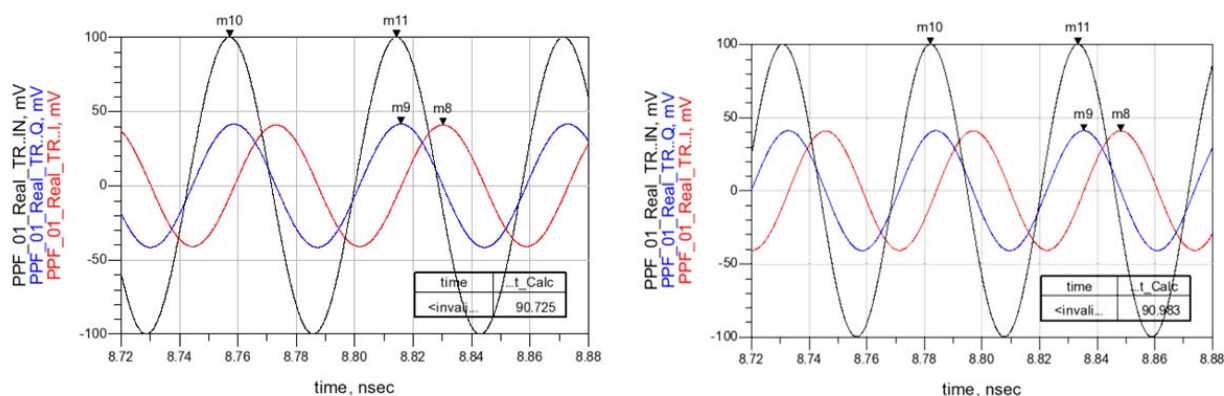 m10
m11
100
50
0
-50
-100
m9
m8
PPF_01_Real_TR..IN, mV
PPF_01_Real_TR..Q, mV
PPF_01_Real_TR..I, mV
time
...t_Calc
<invali...
90.725
8.72
8.74
8.76
8.78
8.80
8.82
8.84
8.86
8.88
time, nsec
m10
m11
100
50
0
-50
-100
m9
m8
PPF_01_Real_TR..IN, mV
PPF_01_Real_TR..Q, mV
PPF_01_Real_TR..I, mV
time
...t_Calc
<invali...
90.983
8.72
8.74
8.76
8.78
8.80
8.82
8.84
8.86
8.88
time, nsec